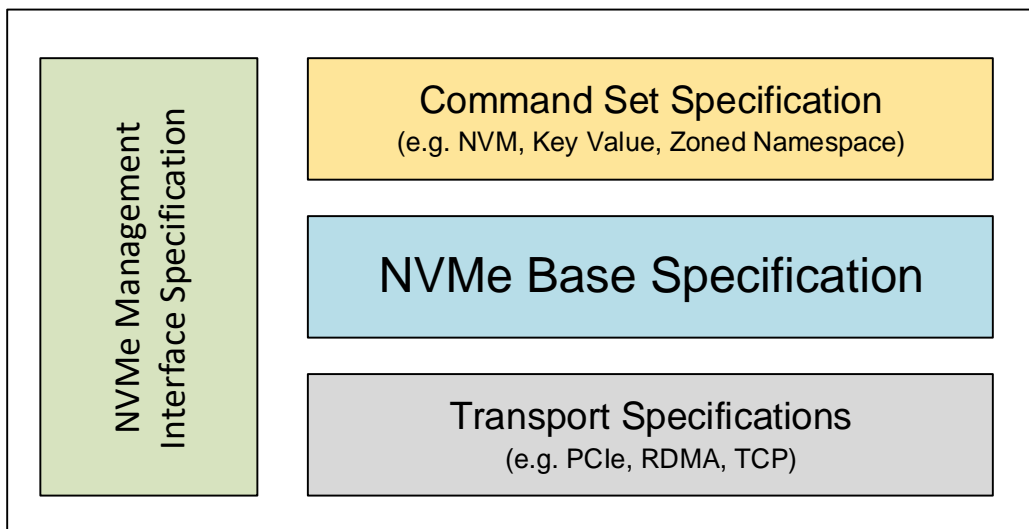 NVMe Management
Interface Specification
Command Set Specification
(e.g. NVM, Key Value, Zoned Namespace)
NVMe Base Specification
Transport Specifications
(e.g. PCIe, RDMA, TCP)